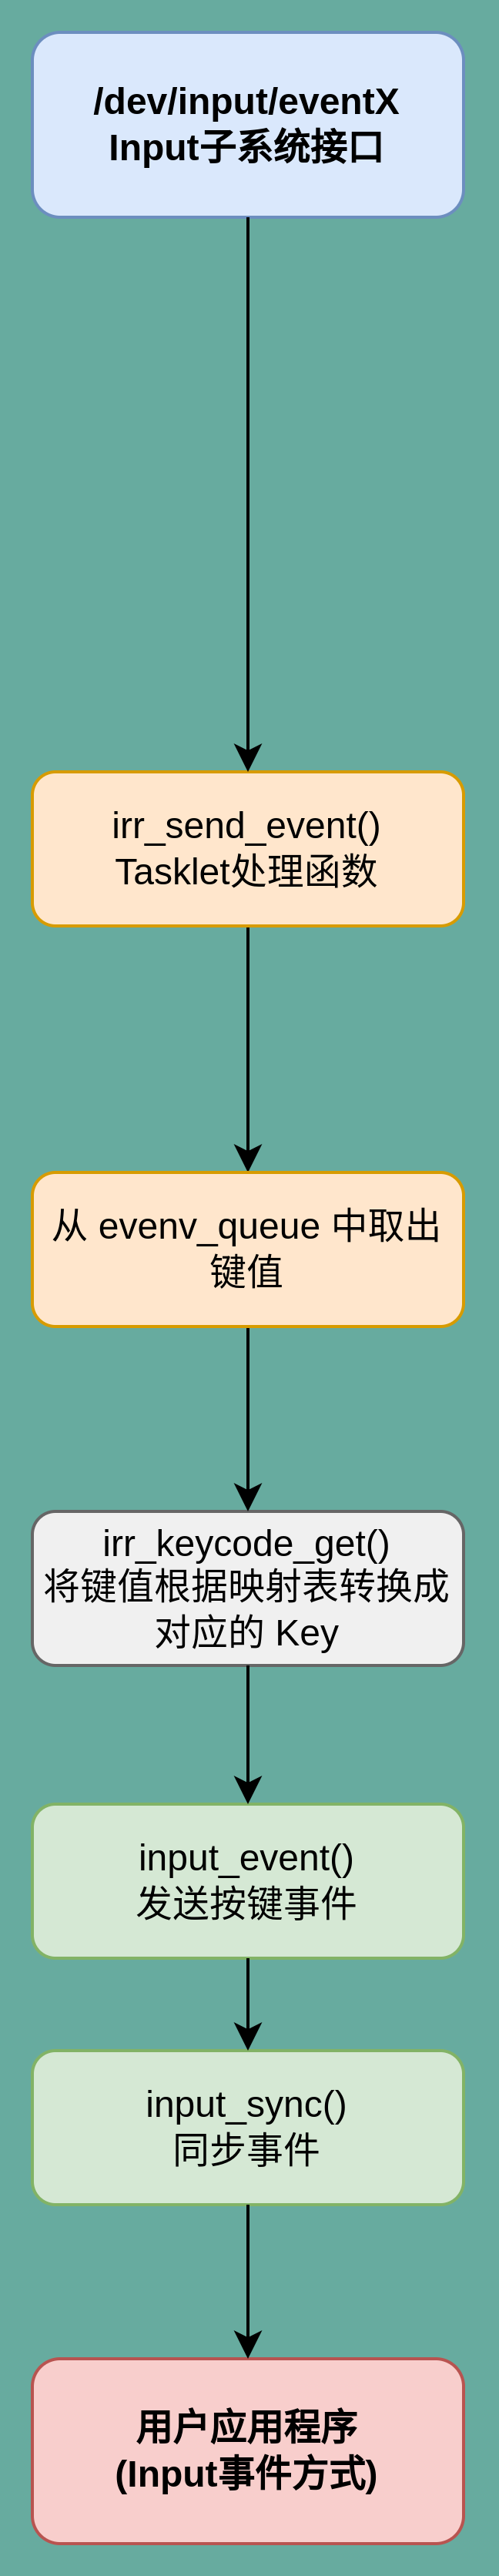 /dev/input/eventX
Input子系统接口
irr_send_event()
Tasklet处理函数
从 evenv_queue 中取出
键值
irr_keycode_get()
将键值根据映射表转换成
对应的 Key
input_event()
发送按键事件
input_sync()
同步事件
用户应用程序
(Input事件方式)